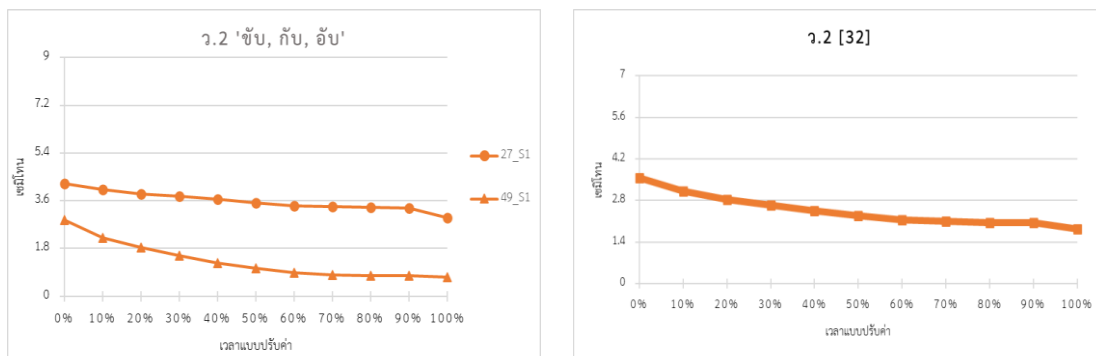 ว.2 'ขับ, กับ, อับ'
9
7.2
5.4
3.6
1.8
0
เซมิโทน
0% 10% 20% 30% 40% 50% 60% 70% 80% 90% 100%
เวลาแบบปรับค่า
27_S1
49_S1
ว.2 [32]
7
5.6
4.2
2.8
1.4
0
เซมิโทน
0% 10% 20% 30% 40% 50% 60% 70% 80% 90% 100%
เวลาแบบปรับค่า